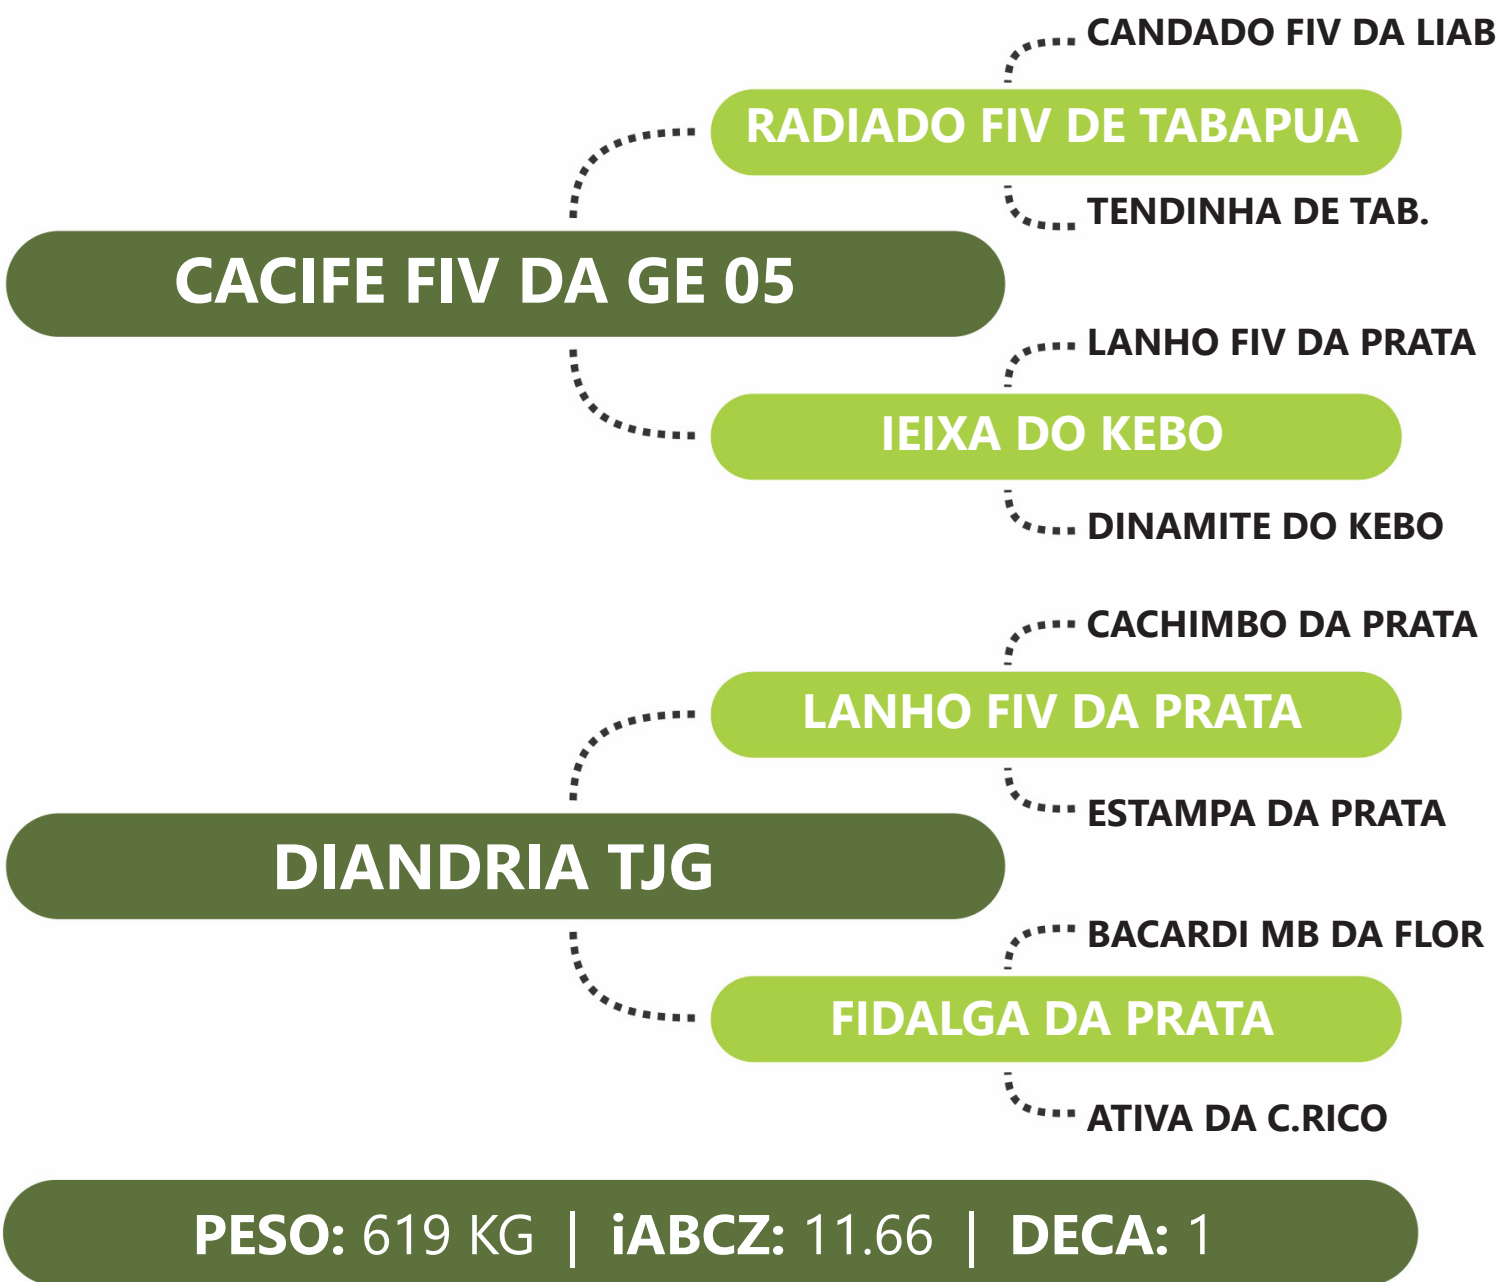 CANDADO FIV DA LIAB
RADIADO FIV DE TABAPUA
TENDINHA DE TAB.
CACIFE FIV DA GE 05
LANHO FIV DA PRATA
IEIXA DO KEBO
DINAMITE DO KEBO
CACHIMBO DA PRATA
LANHO FIV DA PRATA
ESTAMPA DA PRATA
DIANDRIA TJG
BACARDI MB DA FLOR
FIDALGA DA PRATA
ATIVA DA C.RICO
PESO: 619 KG | iABCZ: 11.66 | DECA: 1